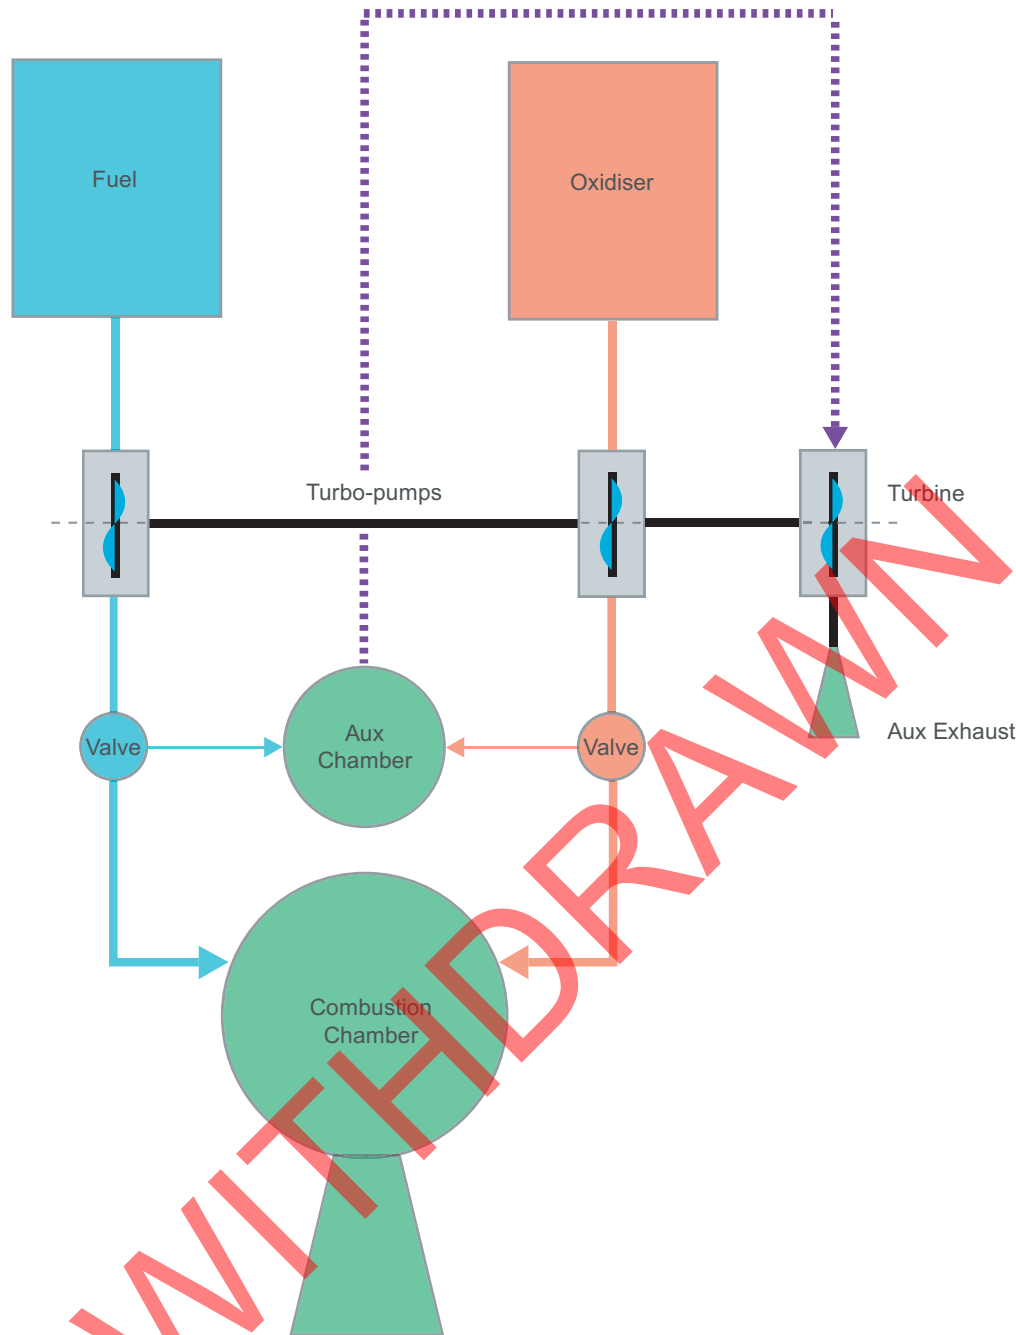 Fuel
Oxidiser
Turbo-pumps
Turbine
Valve
Aux
Chamber
Valve
Aux Exhaust
Combustion
Chamber
WITHDRAWN